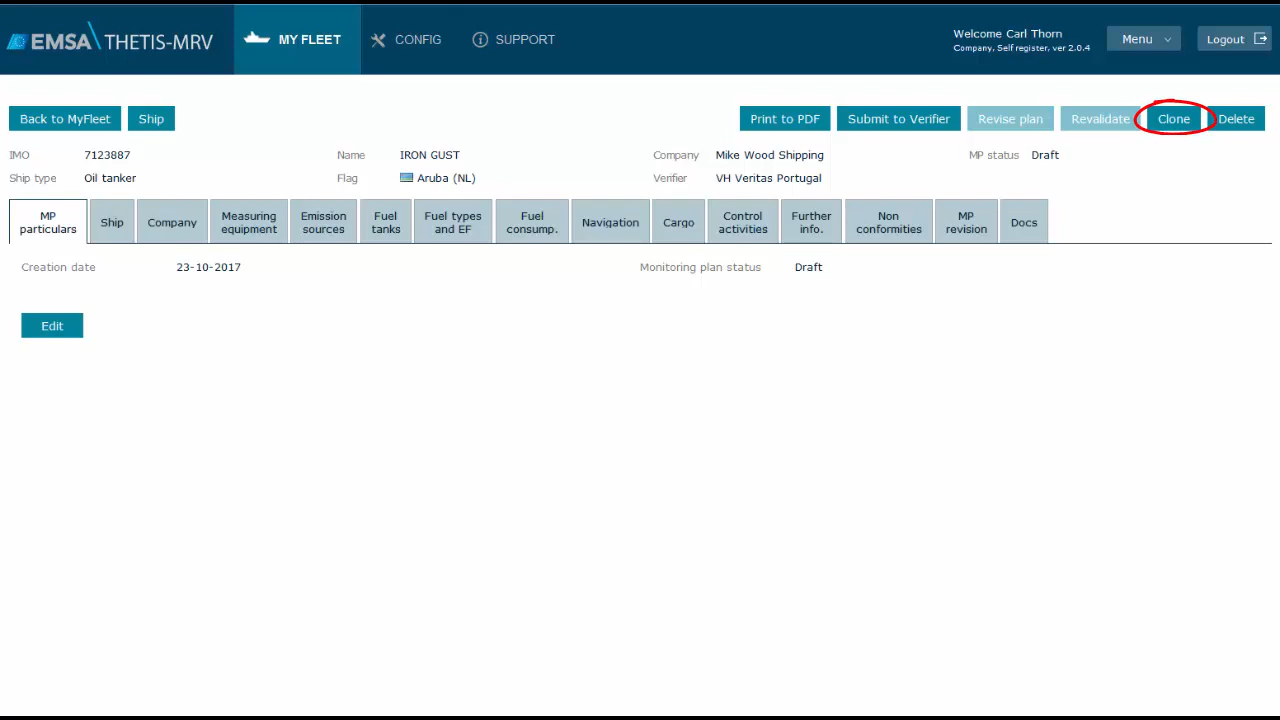 EMSA THETIS-MRV MY FLEET CONFIG SUPPORT Welcome Carl Thorn Menu Logout
Company, Self register, ver 2.0.4
Back to MyFleet Ship Print to PDF Submit to Verifier Revise plan Revalidate Clone Delete
IMO 7123887 Name IRON GUST Company Mike Wood Shipping MP status Draft
Ship type Oil tanker Flag Aruba (NL) Verifier VH Veritas Portugal
MP particulars Ship Company Measuring equipment Emission sources Fuel tanks Fuel types and EF Fuel consump. Navigation Cargo Control activities Further info. Non conformities MP revision Docs
Creation date 23-10-2017 Monitoring plan status Draft
Edit